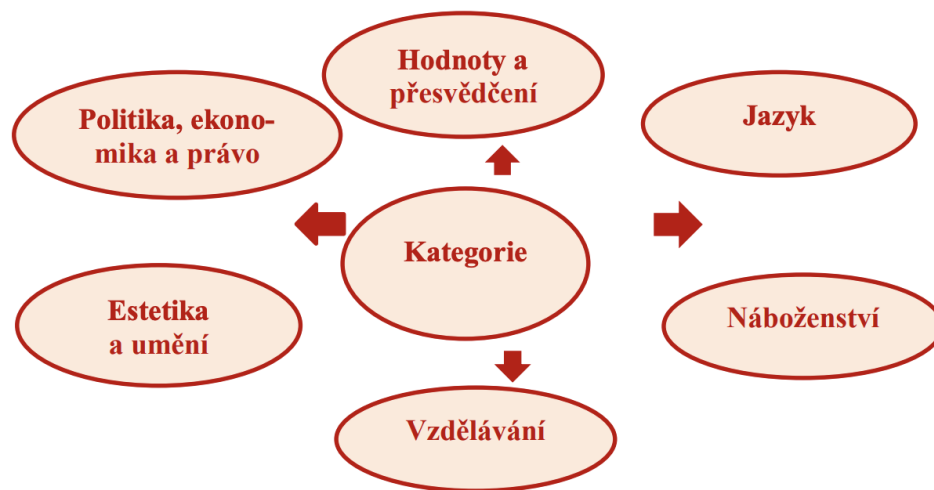 Hodnoty a
přesvědčení
Politika, ekono-
mika a právo
Jazyk
Kategorie
Estetika
a umění
Náboženství
Vzdělávání